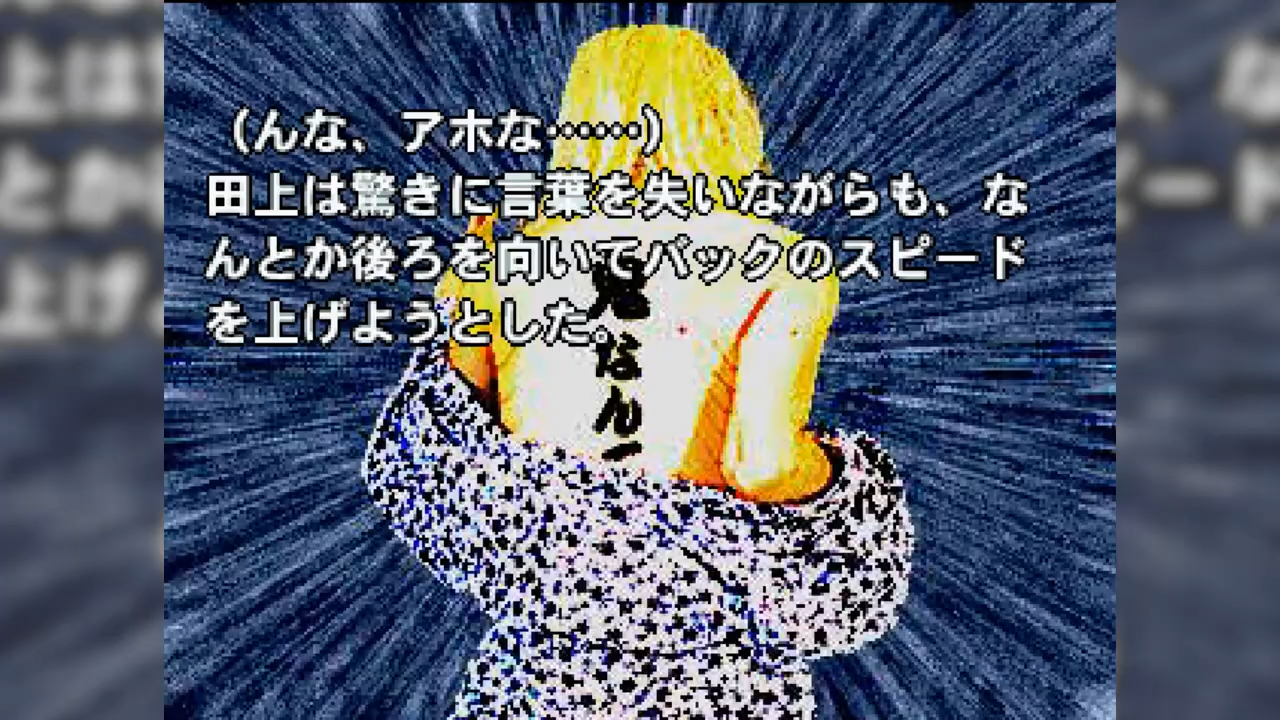 （んな、アホな……）
田上は驚きに言葉を失いながらも、な
んとか後ろを向いてバックのスピード
を上げようとした。
なん